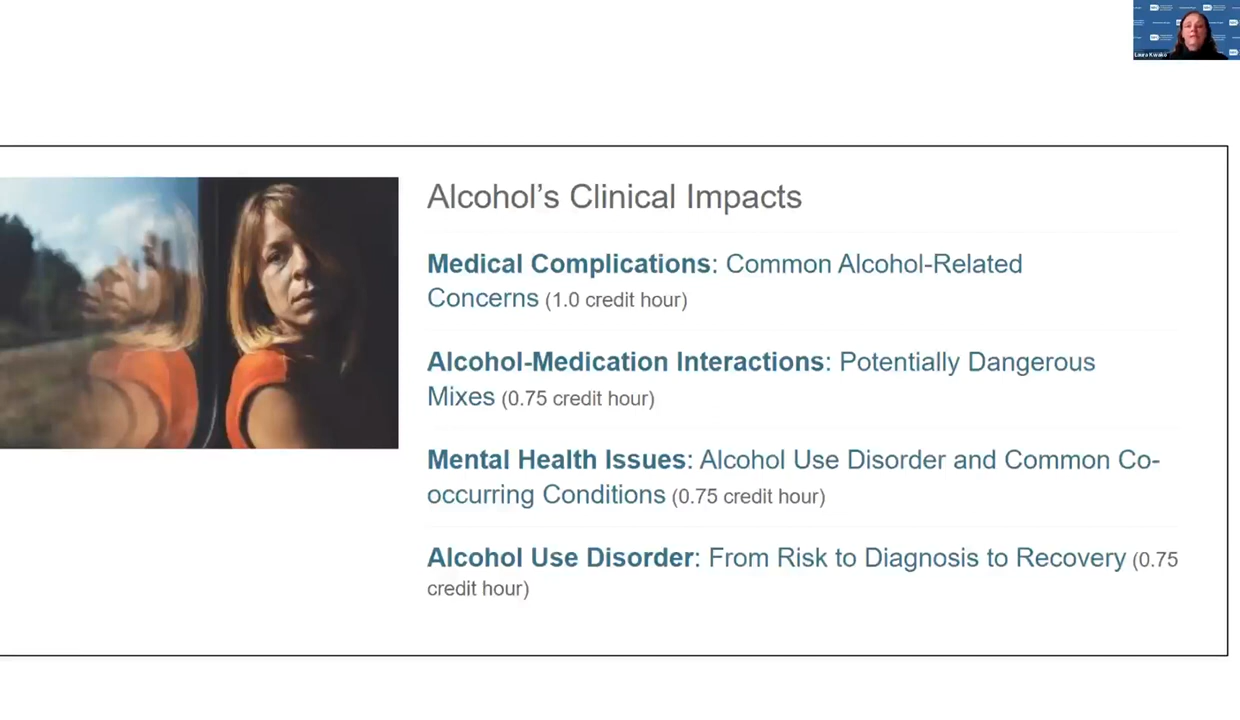 Laura Kwako
Alcohol’s Clinical Impacts
Medical Complications: Common Alcohol-Related
Concerns (1.0 credit hour)
Alcohol-Medication Interactions: Potentially Dangerous
Mixes (0.75 credit hour)
Mental Health Issues: Alcohol Use Disorder and Common Co-
occurring Conditions (0.75 credit hour)
Alcohol Use Disorder: From Risk to Diagnosis to Recovery (0.75
credit hour)